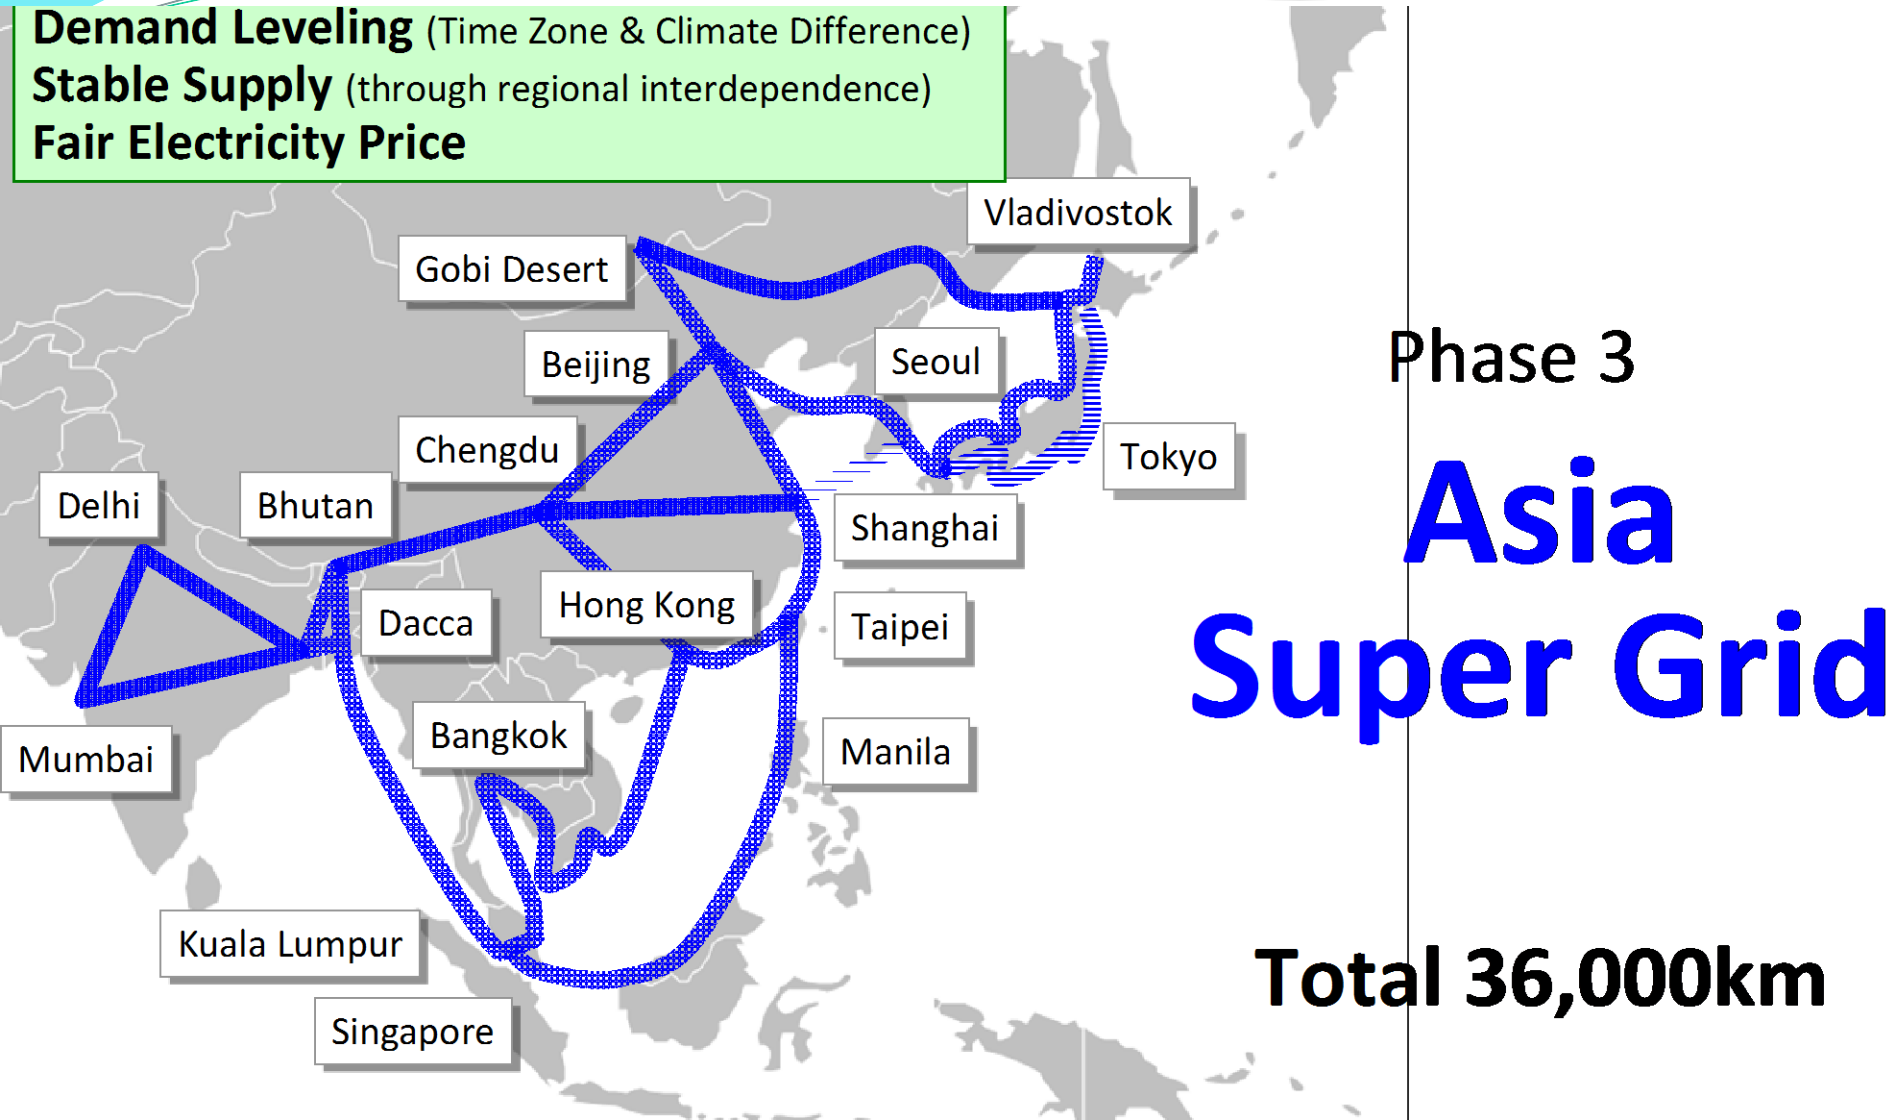 Demand Leveling (Time Zone & Climate Difference)
Stable Supply (through regional interdependence)
Fair Electricity Price
Vladivostok
Gobi Desert
Beijing
Seoul
Phase 3
Chengdu
Tokyo
Delhi
Bhutan
Shanghai
Asia
Super Grid
Hong Kong
Dacca
Taipei
Bangkok
Manila
Mumbai
Kuala Lumpur
Singapore
Total 36,000km